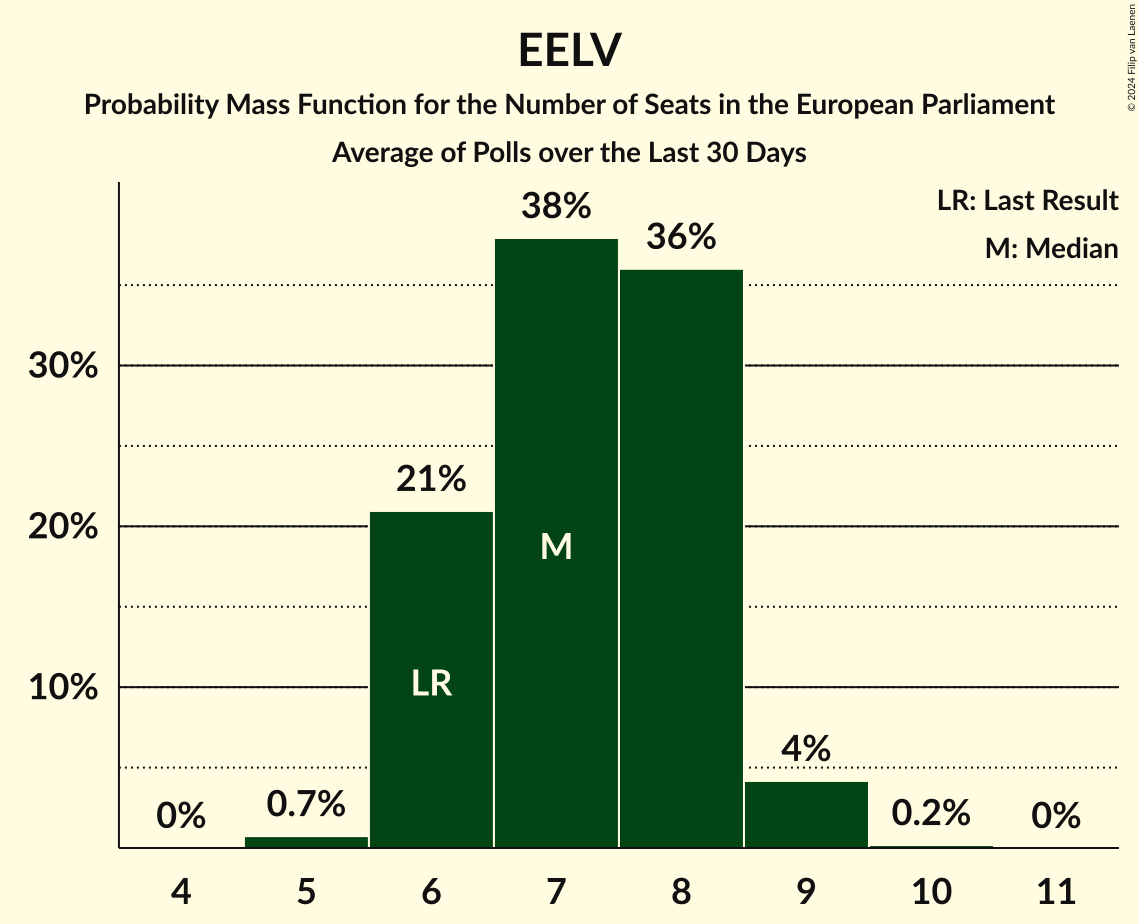 EELV
Probability Mass Function for the Number of Seats in the European Parliament
Average of Polls over the Last 30 Days
© 2024 Filip van Laenen
LR: Last Result
M: Median
38%
36%
30%
21%
20%
M
LR
10%
4%
0%
0.7%
0.2%
0%
4 5 6 7 8 9 10 11